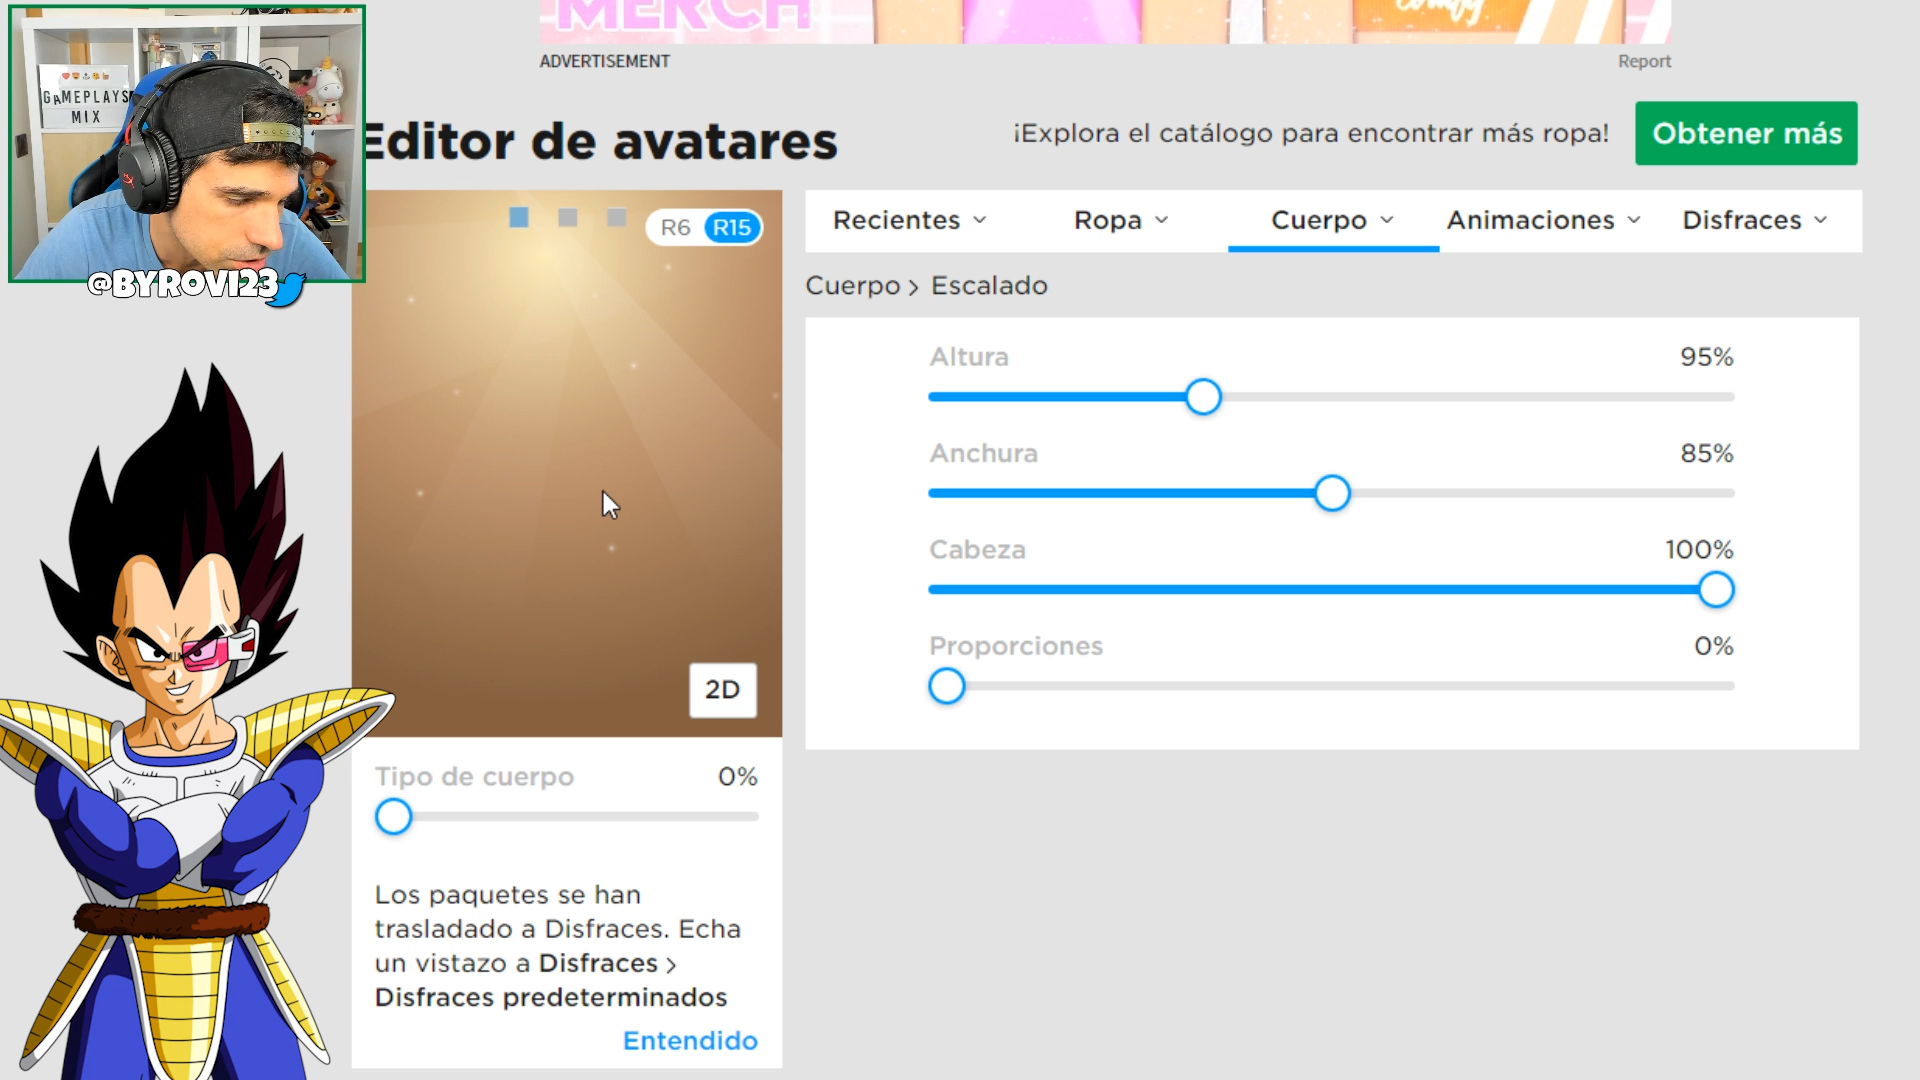 MERCH
comfy
ADVERTISEMENT
Report
GAMEPLAYS
MIX
@BYROVI23
Editor de avatares
¡Explora el catálogo para encontrar más ropa!
Obtener más
R6
R15
Recientes
Ropa
Cuerpo
Animaciones
Disfraces
Cuerpo > Escalado
Altura
95%
Anchura
85%
Cabeza
100%
Proporciones
0%
2D
Tipo de cuerpo
0%
Los paquetes se han
trasladado a Disfraces. Echa
un vistazo a Disfraces >
Disfraces predeterminados
Entendido